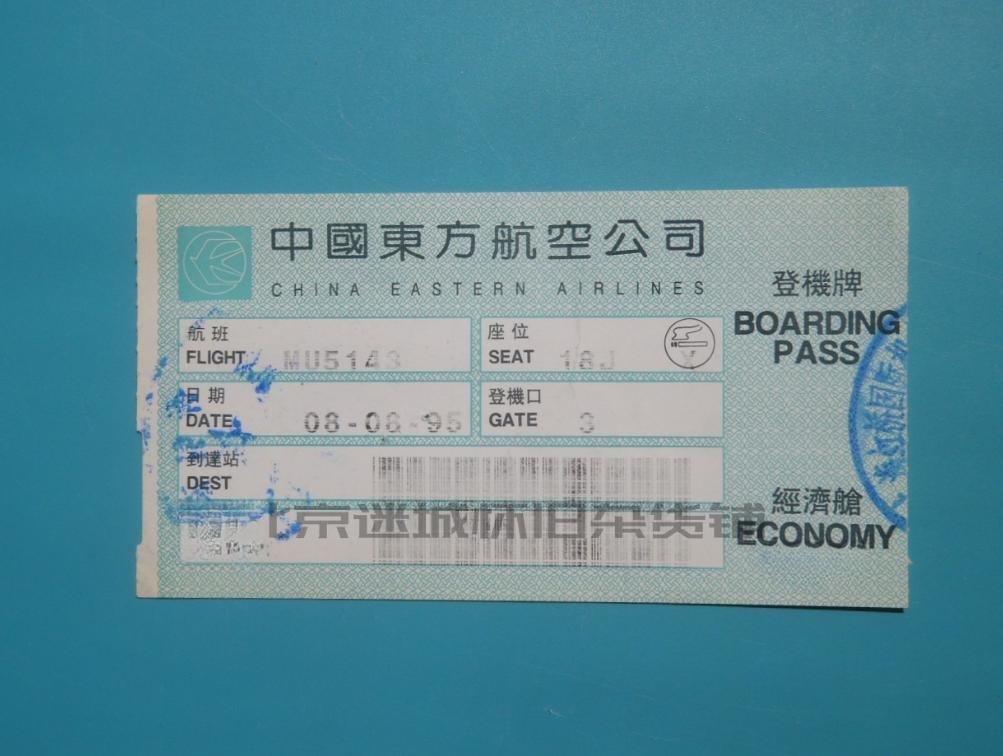 中國東方航空公司
CHINA EASTERN AIRLINES
登機牌
BOARDING
PASS
航班
FLIGHT MU5143
座位
SEAT 18J X
日期
DATE 08-08-95
登機口
GATE 3
到達站
DEST
北京迷城林旧杂货铺
經濟艙
ECONOMY